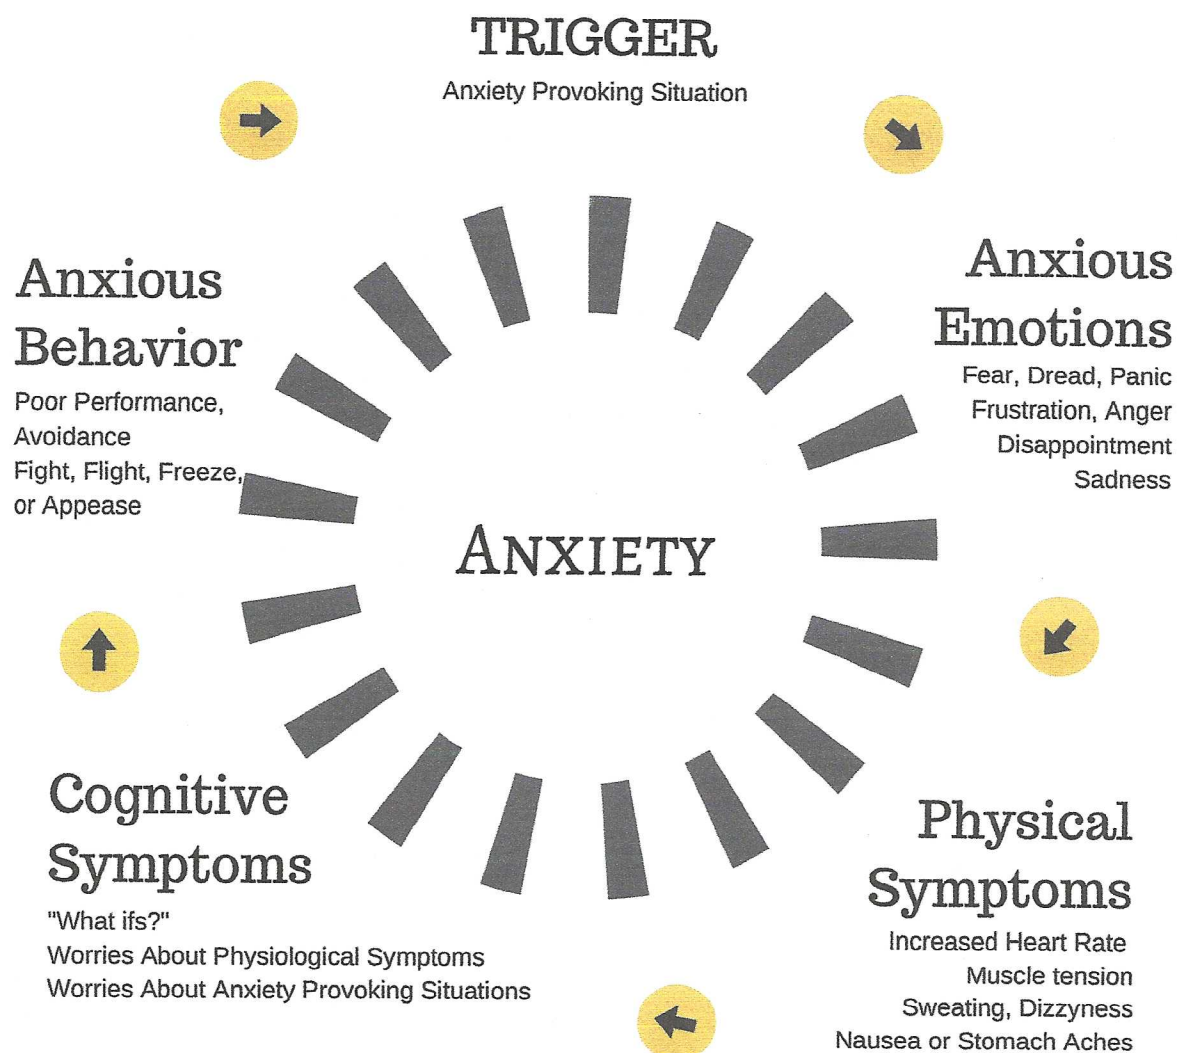 TRIGGER
Anxiety Provoking Situation
Anxious
Emotions
Fear, Dread, Panic
Frustration, Anger
Disappointment
Sadness
Physical
Symptoms
Increased Heart Rate
Muscle tension
Sweating, Dizzyness
Nausea or Stomach Aches
Cognitive
Symptoms
"What ifs?"
Worries About Physiological Symptoms
Worries About Anxiety Provoking Situations
Anxious
Behavior
Poor Performance,
Avoidance
Fight, Flight, Freeze,
or Appease
ANXIETY